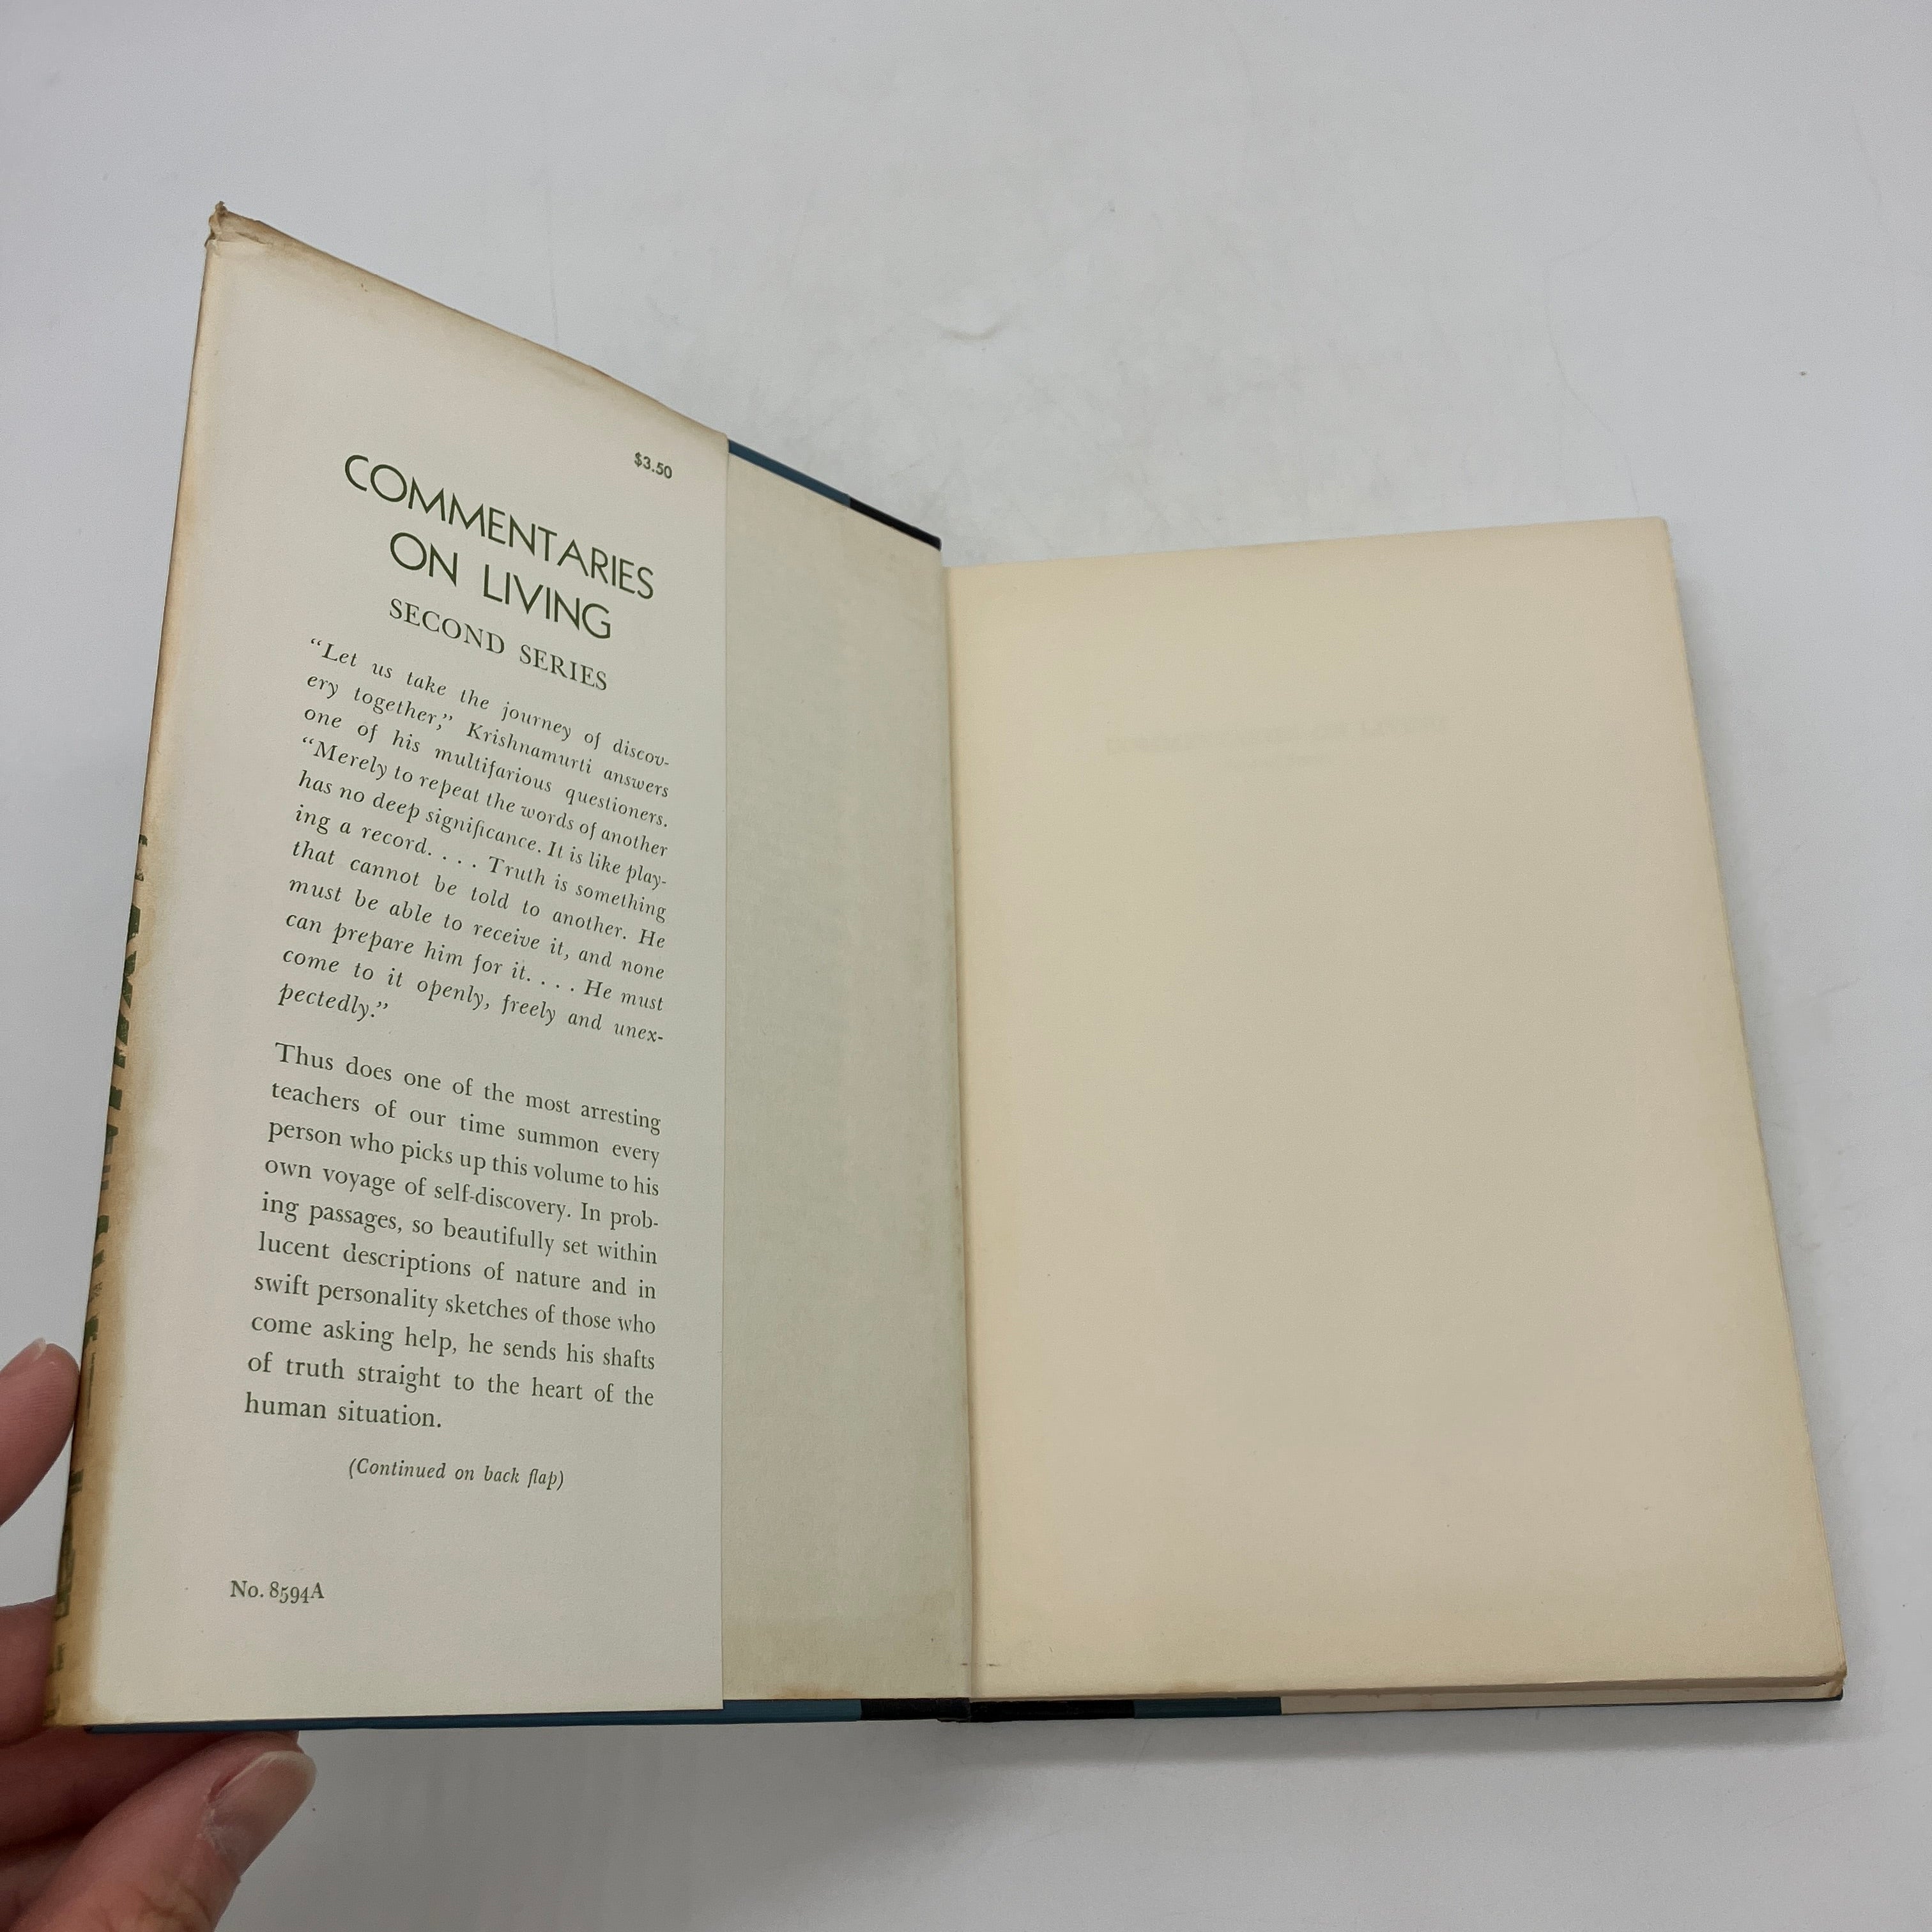 $3.50
COMMENTARIES
ON LIVING
SECOND SERIES
“Let us take the journey of discov-
ery together,” Krishnamurti answers
one of his multifarious questioners.
“Merely to repeat the words of another
has no deep significance. It is like play-
ing a record. . . . Truth is something
that cannot be told to another. He
must be able to receive it, and none
can prepare him for it. . . . He must
come to it openly, freely and unex-
pectedly.”
Thus does one of the most arresting
teachers of our time summon every
person who picks up this volume to his
own voyage of self-discovery. In prob-
ing passages, so beautifully set within
lucent descriptions of nature and in
swift personality sketches of those who
come asking help, he sends his shafts
of truth straight to the heart of the
human situation.
(Continued on back flap)
No. 8594A